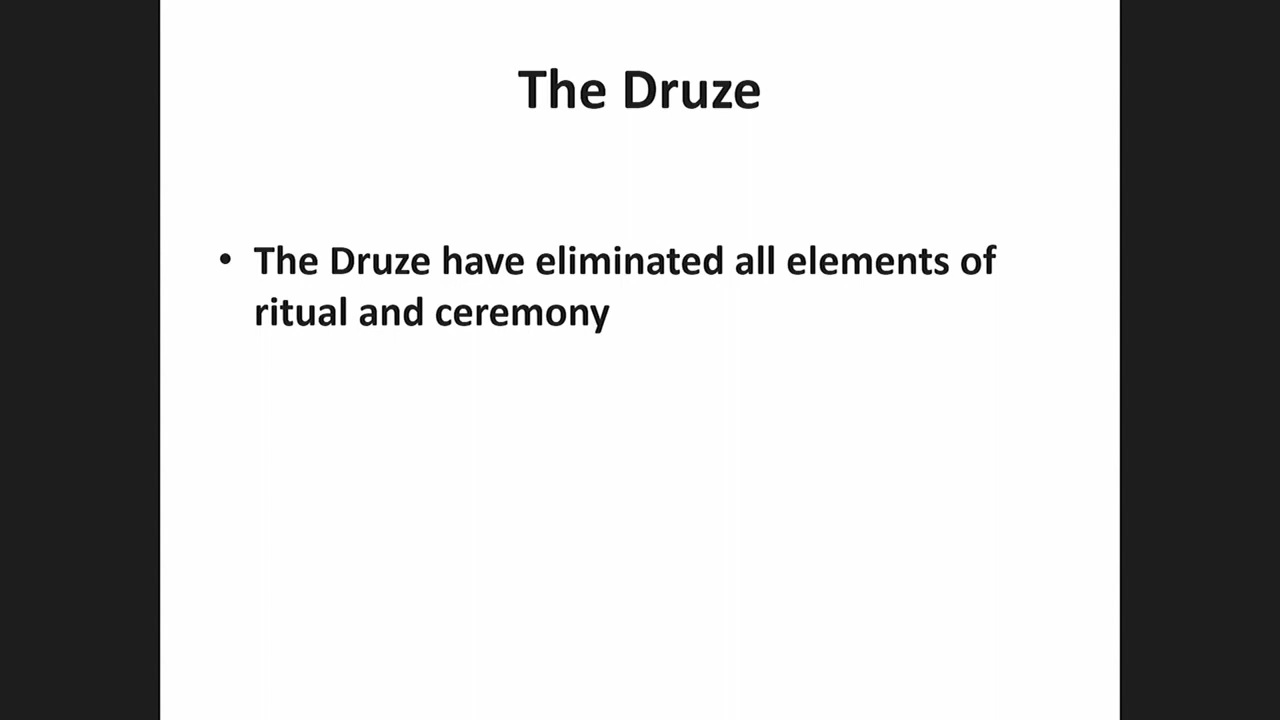 The Druze
• The Druze have eliminated all elements of
ritual and ceremony